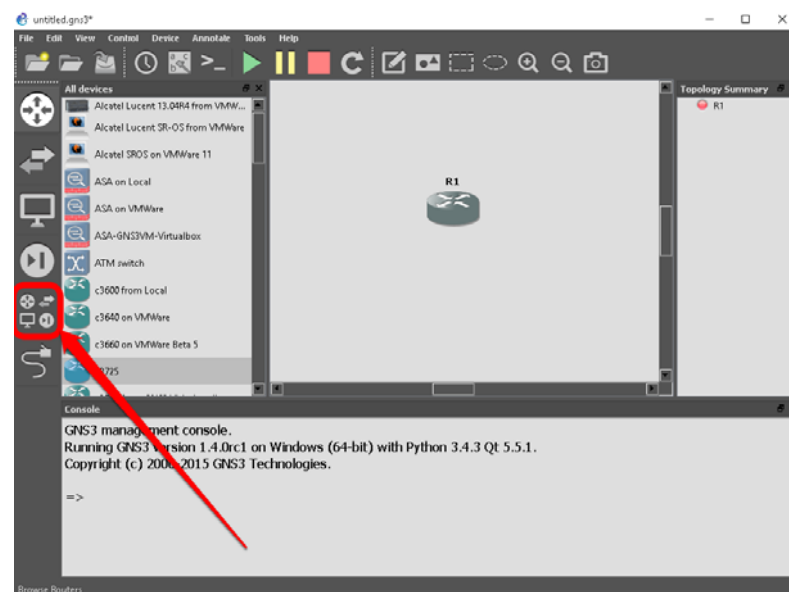 untitled.gns3*
File Edit View Control Device Annotate Tools Help
All devices
Alcatel Lucent 13.04R4 from VMW...
Alcatel Lucent SR-OS from VMWare
Alcatel SROS on VMWare 11
ASA on Local
ASA on VMWare
ASA-GNS3VM-Virtualbox
ATM switch
c3600 from Local
c3640 on VMWare
c3660 on VMWare Beta 5
R1
Topology Summary
R1
Console
GNS3 management console.
Running GNS3 version 1.4.0rc1 on Windows (64-bit) with Python 3.4.3 Qt 5.5.1.
Copyright (c) 2006-2015 GNS3 Technologies.
=>
Browse Routers